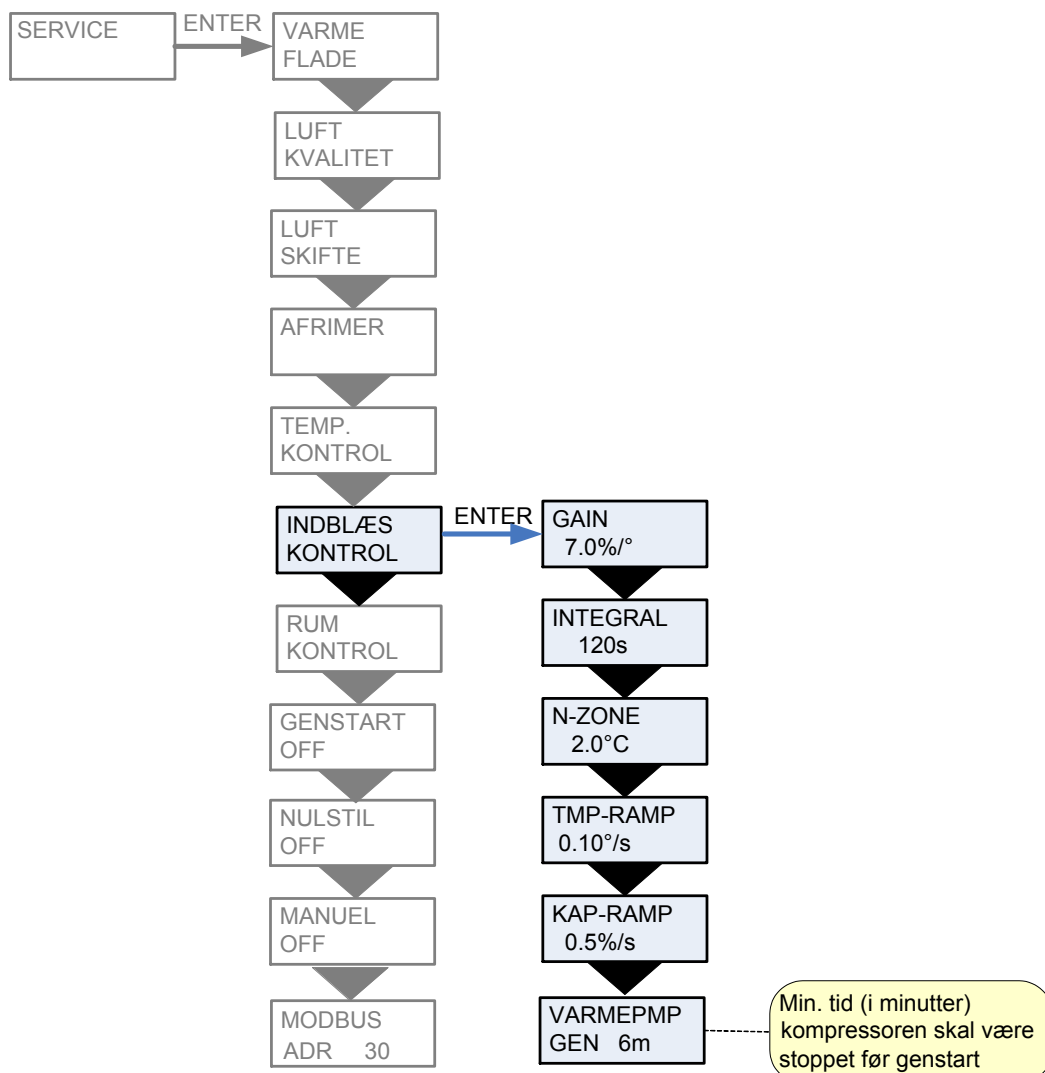 SERVICE
ENTER
VARME
FLADE
LUFT
KVALITET
LUFT
SKIFTE
AFRIMER
TEMP.
KONTROL
INDBLÆS
KONTROL
ENTER
GAIN
7.0%/°
INTEGRAL
120s
N-ZONE
2.0°C
TMP-RAMP
0.10°/s
KAP-RAMP
0.5%/s
VARMEPMP
GEN 6m
Min. tid (i minutter)
kompressoren skal være
stoppet før genstart
RUM
KONTROL
GENSTART
OFF
NULSTIL
OFF
MANUEL
OFF
MODBUS
ADR 30